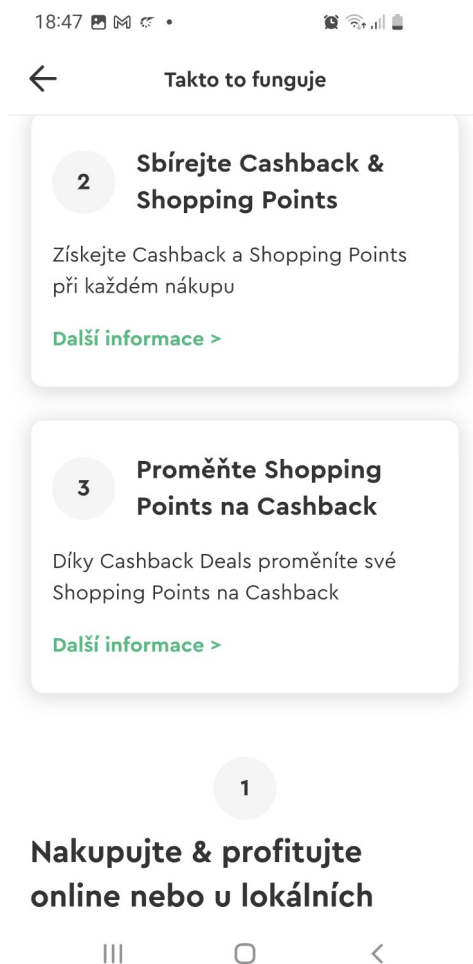 18:47
Takto to funguje
2
Sbírejte Cashback &
Shopping Points
Získejte Cashback a Shopping Points
při každém nákupu
Další informace >
3
Proměňte Shopping
Points na Cashback
Díky Cashback Deals proměníte své
Shopping Points na Cashback
Další informace >
1
Nakupujte & profitujte
online nebo u lokálních